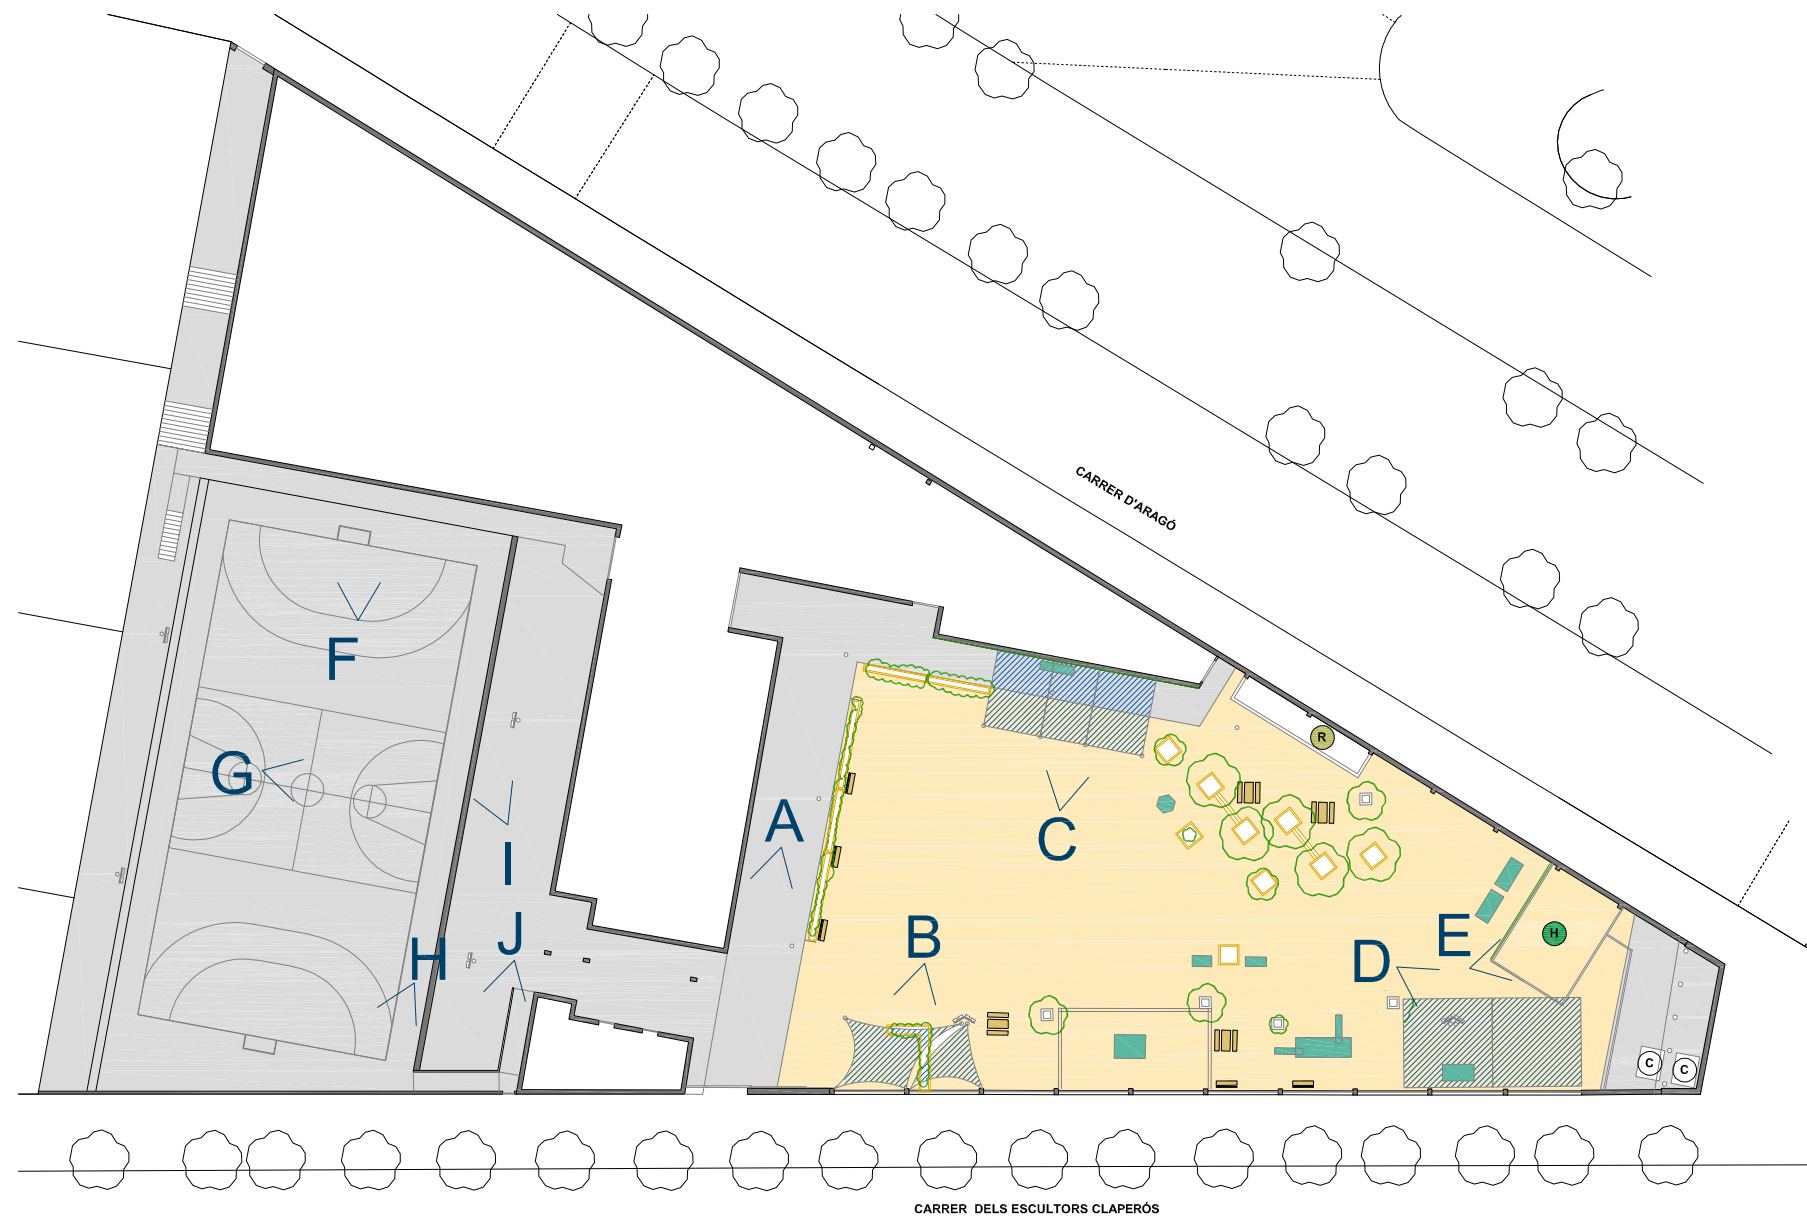 CARRER D'ARAGÓ
F
R
G
A
C
I
B
J
H
D
E
H
C
C
CARRER DELS ESCULTORS CLAPERÓS